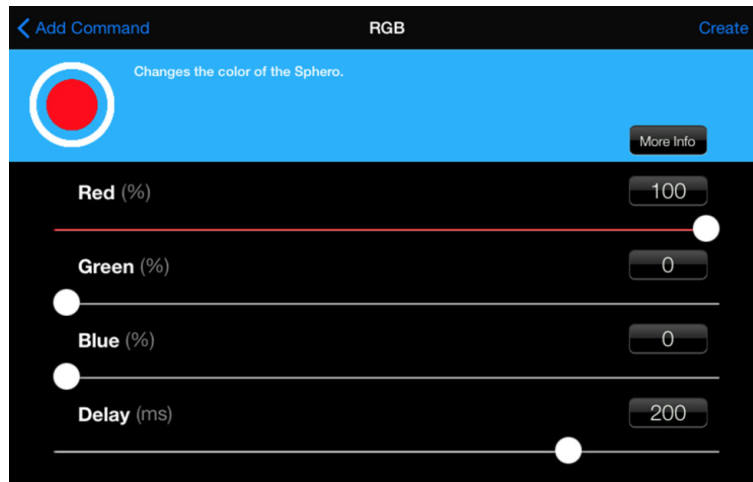 Add Command RGB Create
Changes the color of the Sphero.
More Info
Red (%) 100
Green (%) 0
Blue (%) 0
Delay (ms) 200